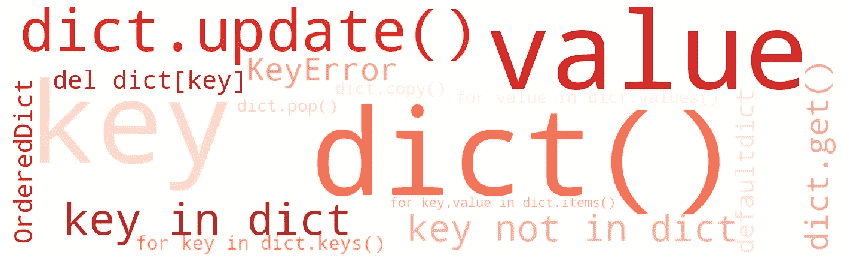 dict.update()
value
KeyError
del dict[key]
dict.copy()
for value in dict.values()
dict.pop()
key
dict()
OrderedDict
defaultdict
dict.get()
for key,value in dict.items()
key in dict
key not in dict
for key in dict.keys()